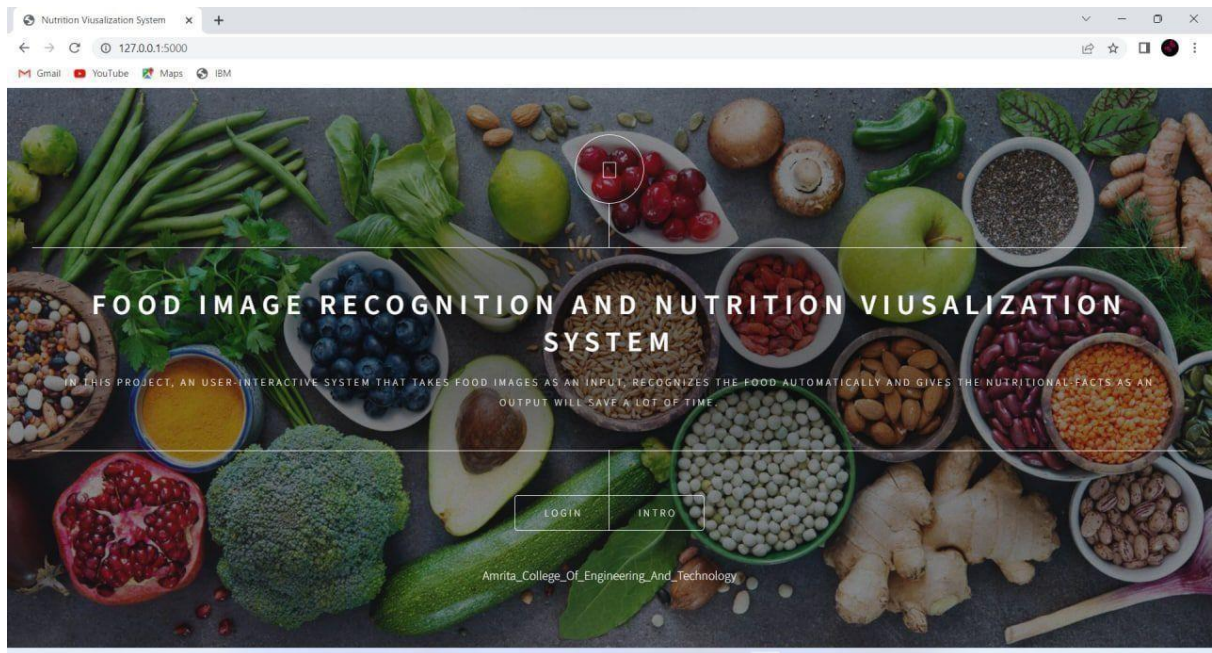 Nutrition Viusalization System
127.0.0.1:5000
Gmail YouTube Maps IBM
FOOD IMAGE RECOGNITION AND NUTRITION VIUSALIZATION
SYSTEM
IN THIS PROJECT, AN USER-INTERACTIVE SYSTEM THAT TAKES FOOD IMAGES AS AN INPUT, RECOGNIZES THE FOOD AUTOMATICALLY AND GIVES THE NUTRITIONAL-FACTS AS AN
OUTPUT WILL SAVE A LOT OF TIME.
LOGIN INTRO
Amrita_College_Of_Engineering_And_Technology